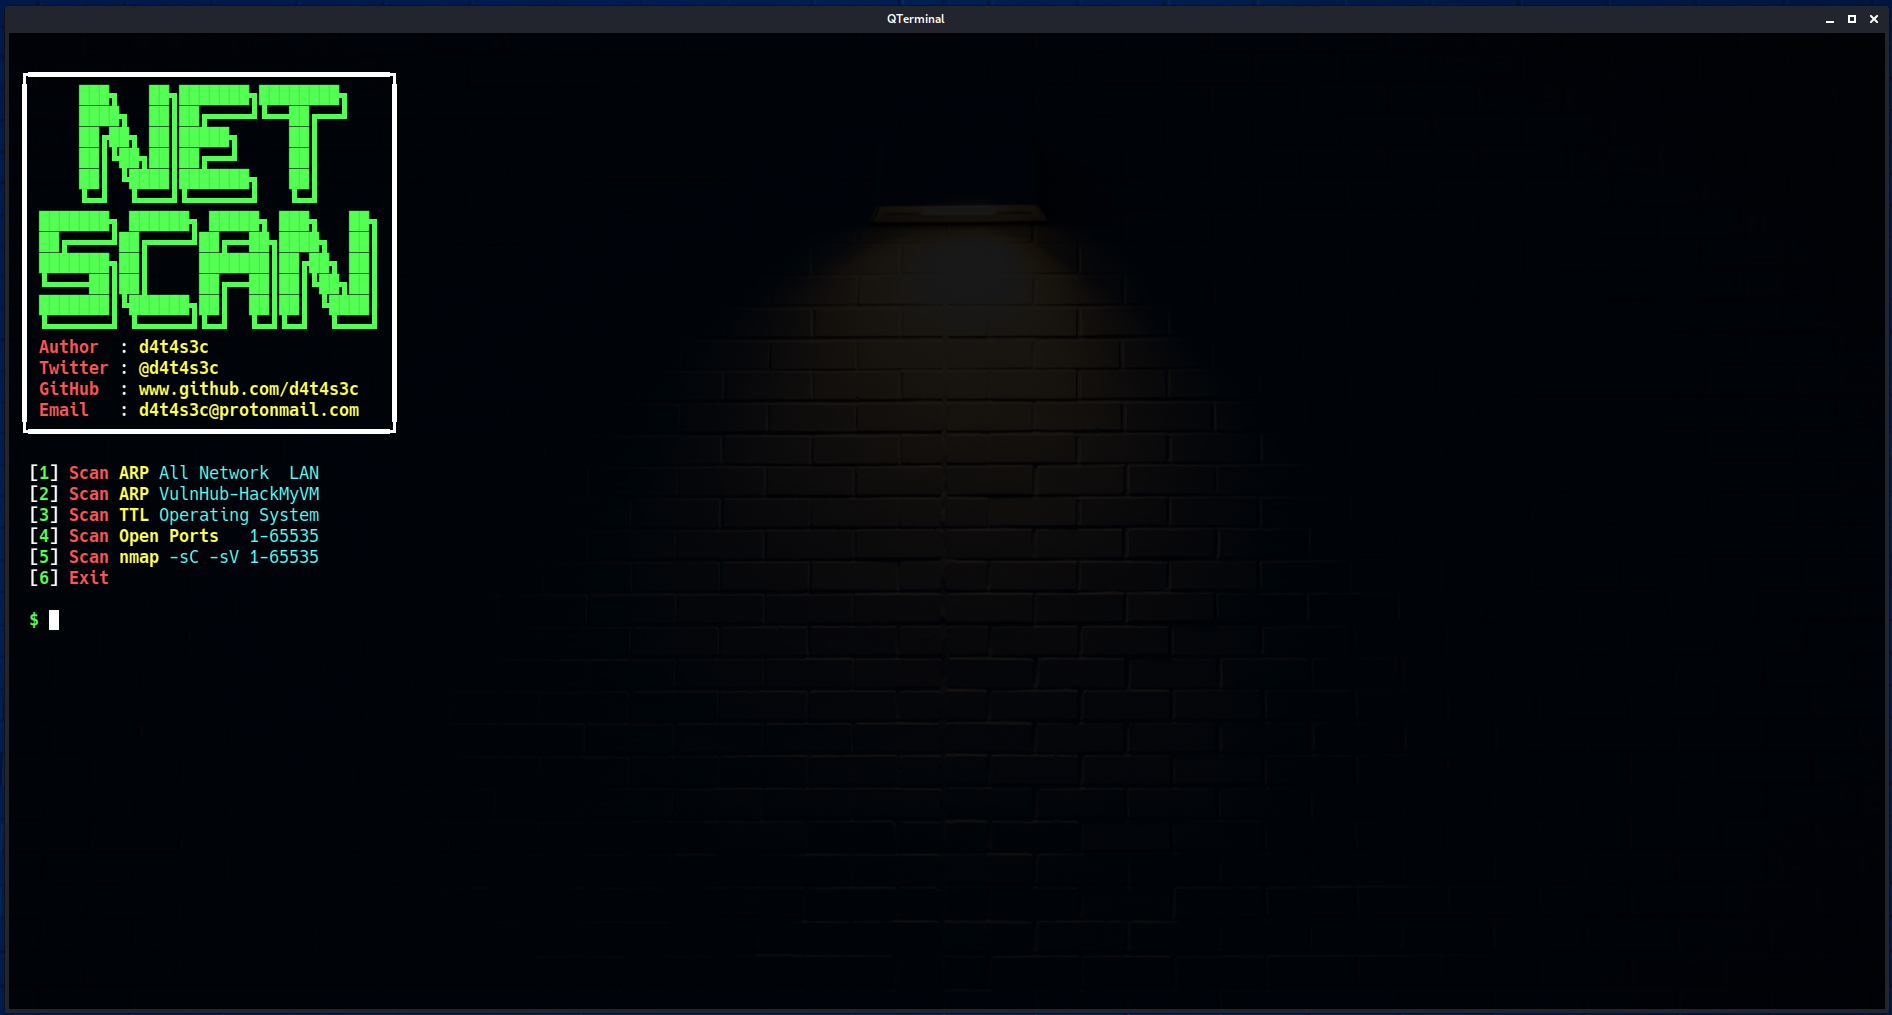 QTerminal
NET
SCAN
Author  : d4t4s3c
Twitter : @d4t4s3c
GitHub  : www.github.com/d4t4s3c
Email   : d4t4s3c@protonmail.com
[1] Scan ARP All Network  LAN
[2] Scan ARP VulnHub-HackMyVM
[3] Scan TTL Operating System
[4] Scan Open Ports   1-65535
[5] Scan nmap -sC -sV 1-65535
[6] Exit
$